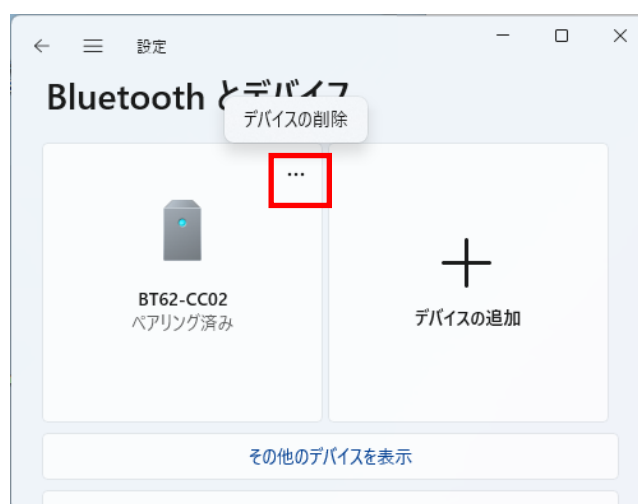 設定
Bluetooth とデバイス
デバイスの削除
BT62-CC02
ペアリング済み
デバイスの追加
その他のデバイスを表示